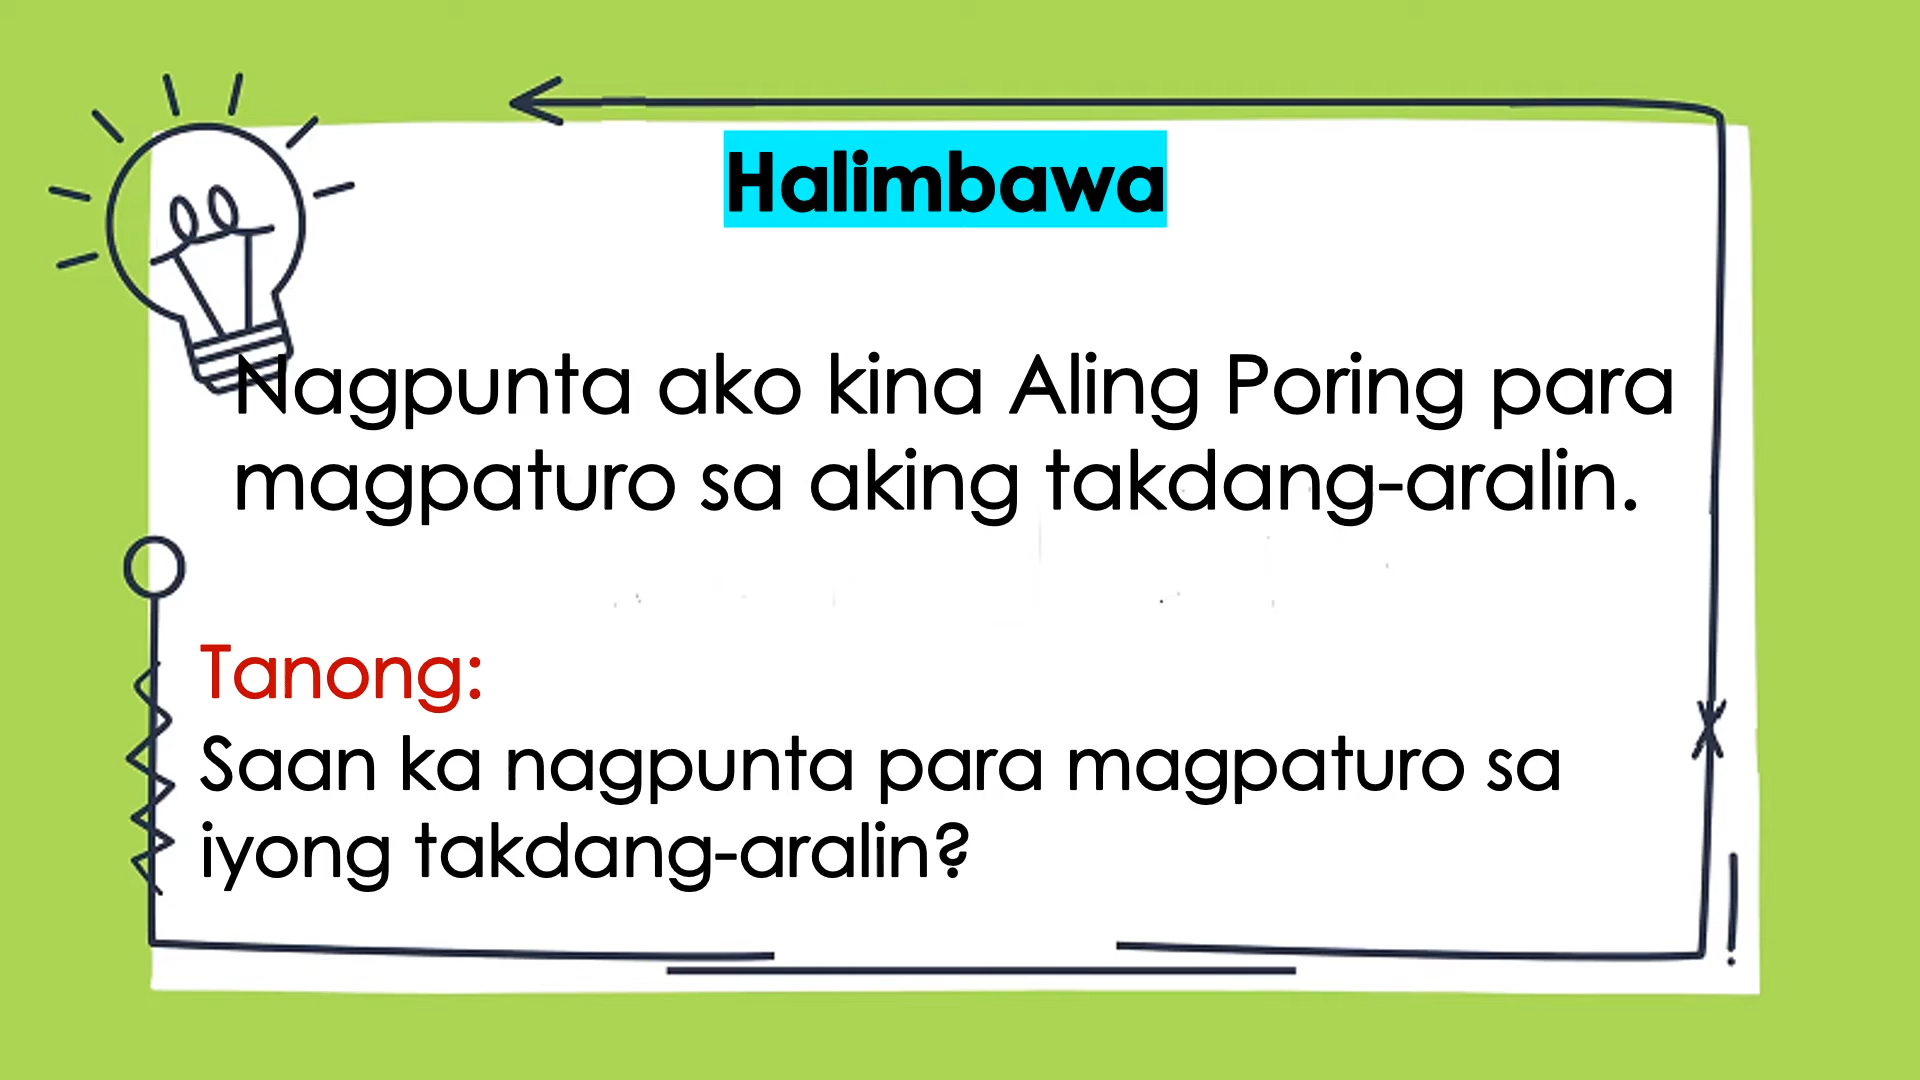 Halimbawa
Nagpunta ako kina Aling Poring para
magpaturo sa aking takdang-aralin.
Tanong:
Saan ka nagpunta para magpaturo sa
iyong takdang-aralin?